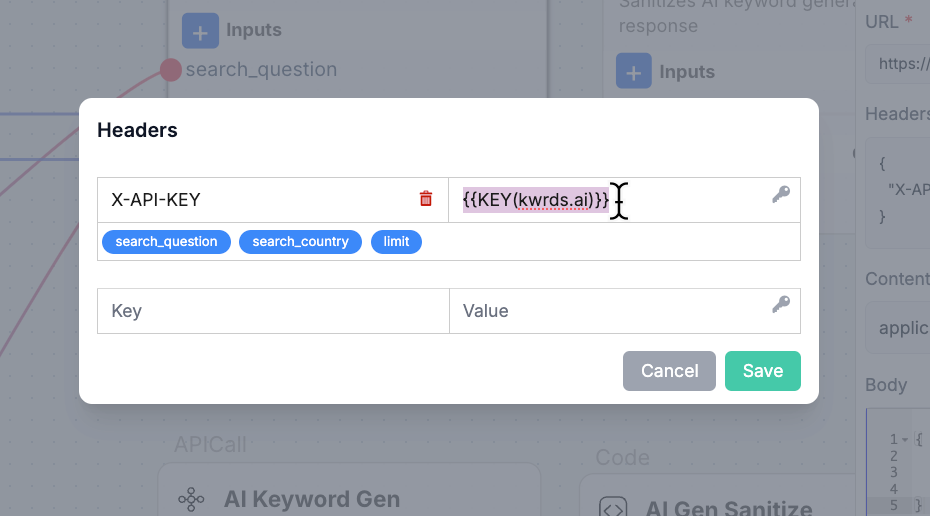 Sanitizes AI keyword genera
response
Inputs
search_question
Inputs
URL *
https://
Headers
{
"X-AP
}
Headers
X-API-KEY
{{KEY(kwrds.ai)}}
search_question
search_country
limit
Key
Value
Cancel
Save
Content
applic
Body
1
{
2
3
4
5
}
APICall
AI Keyword Gen
Code
AI Gen Sanitize